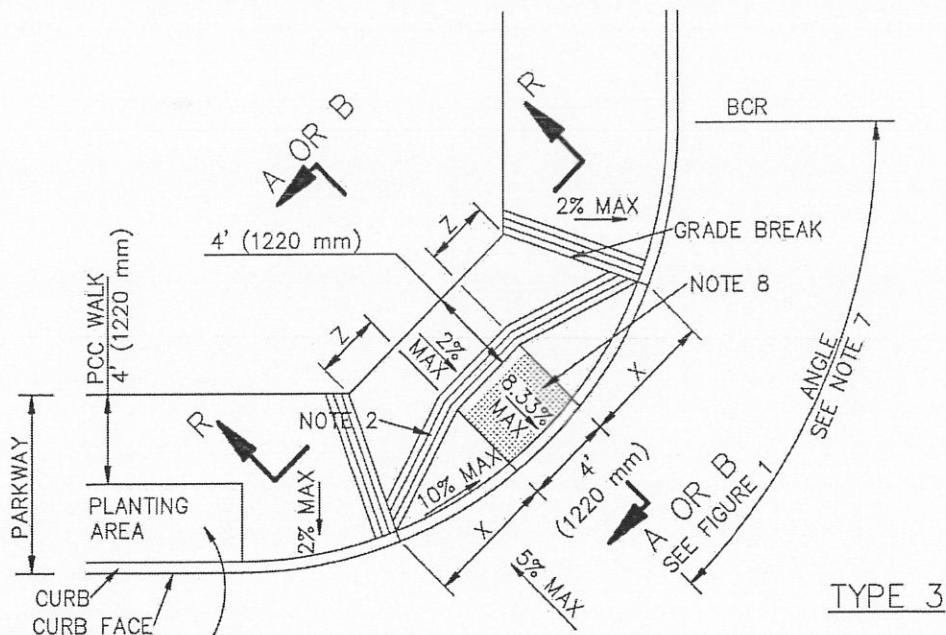 BCR
R
A OR B
2% MAX
GRADE BREAK
4' (1220 mm)
Z
NOTE 8
PCC WALK
4' (1220 mm)
Z
2%
MAX
X
8.33%
MAX
ANGLE
SEE NOTE 7
R
NOTE 2
PARKWAY
PLANTING
AREA
2% MAX
10% MAX
4'
(1220 mm)
X
A OR B
SEE FIGURE 1
5% MAX
CURB
CURB FACE
TYPE 3